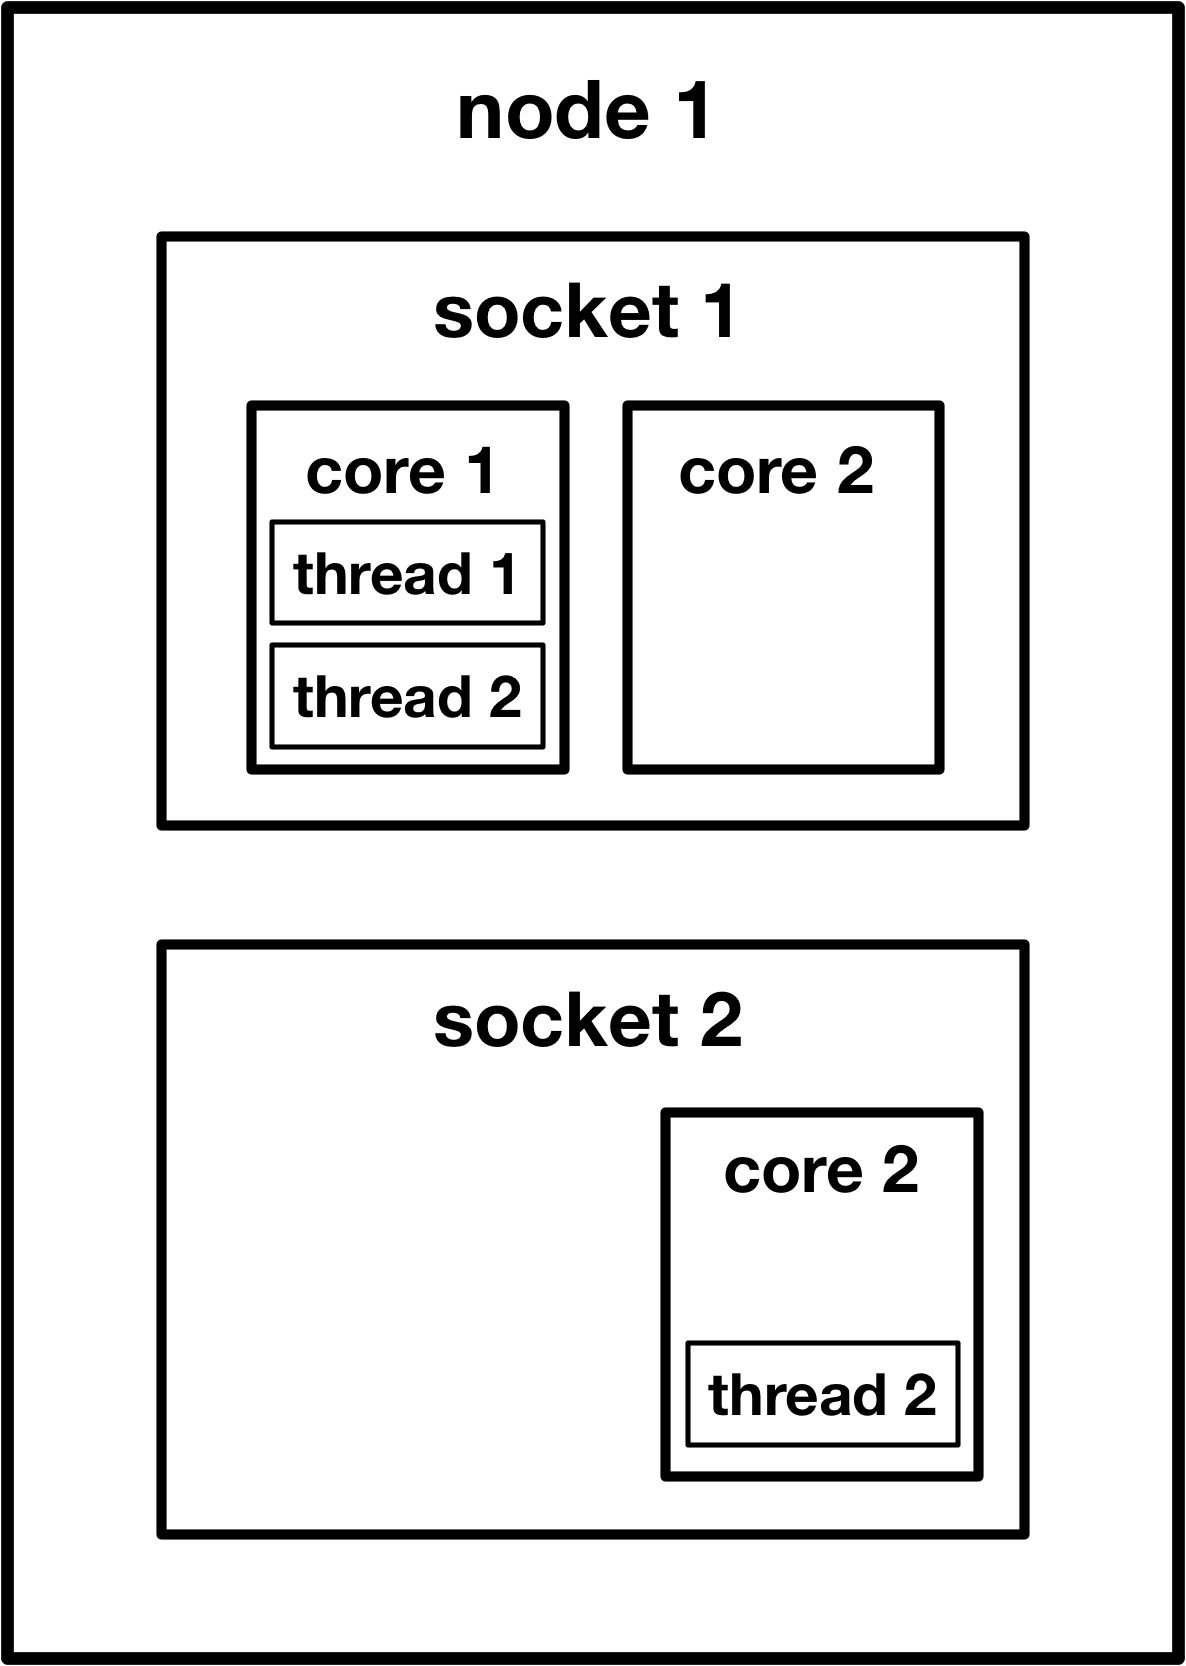 node 1
socket 1
core 1
core 2
thread 1
thread 2
socket 2
core 2
thread 2